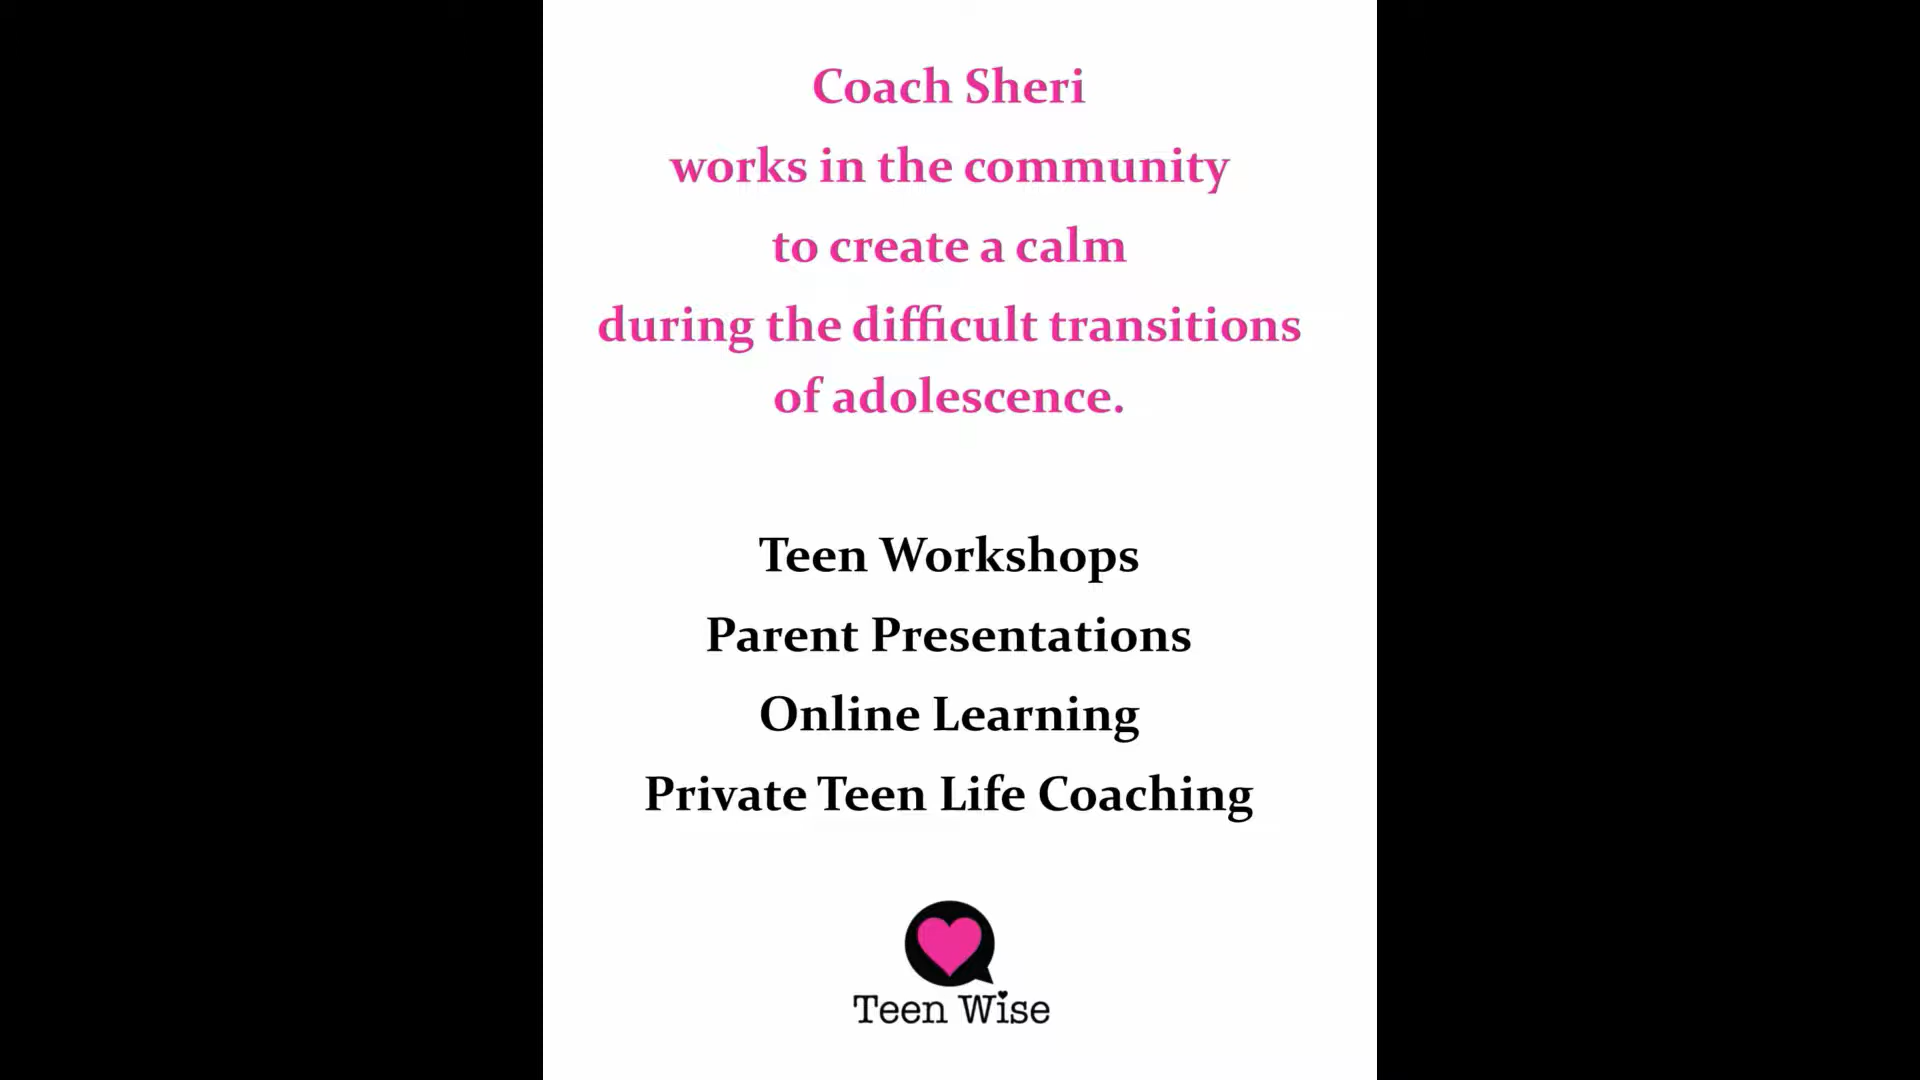 Coach Sheri
works in the community
to create a calm
during the difficult transitions
of adolescence.
Teen Workshops
Parent Presentations
Online Learning
Private Teen Life Coaching
Teen Wise